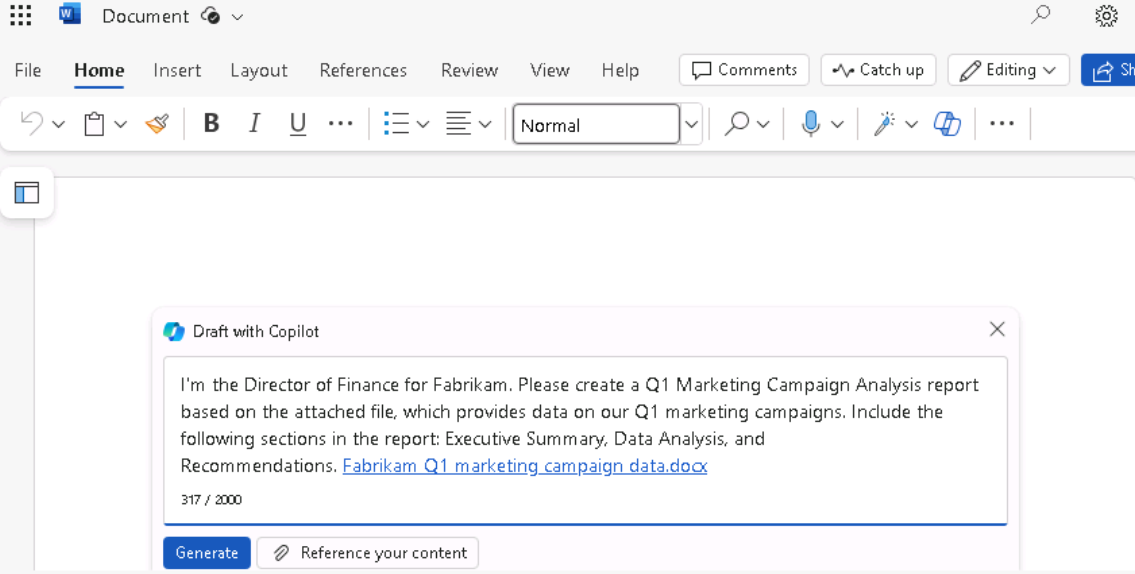 W Document
File Home Insert Layout References Review View Help Comments Catch up Editing
B I U Normal
Draft with Copilot
I'm the Director of Finance for Fabrikam. Please create a Q1 Marketing Campaign Analysis report
based on the attached file, which provides data on our Q1 marketing campaigns. Include the
following sections in the report: Executive Summary, Data Analysis, and
Recommendations. Fabrikam Q1 marketing campaign data.docx
317 / 2000
Generate Reference your content